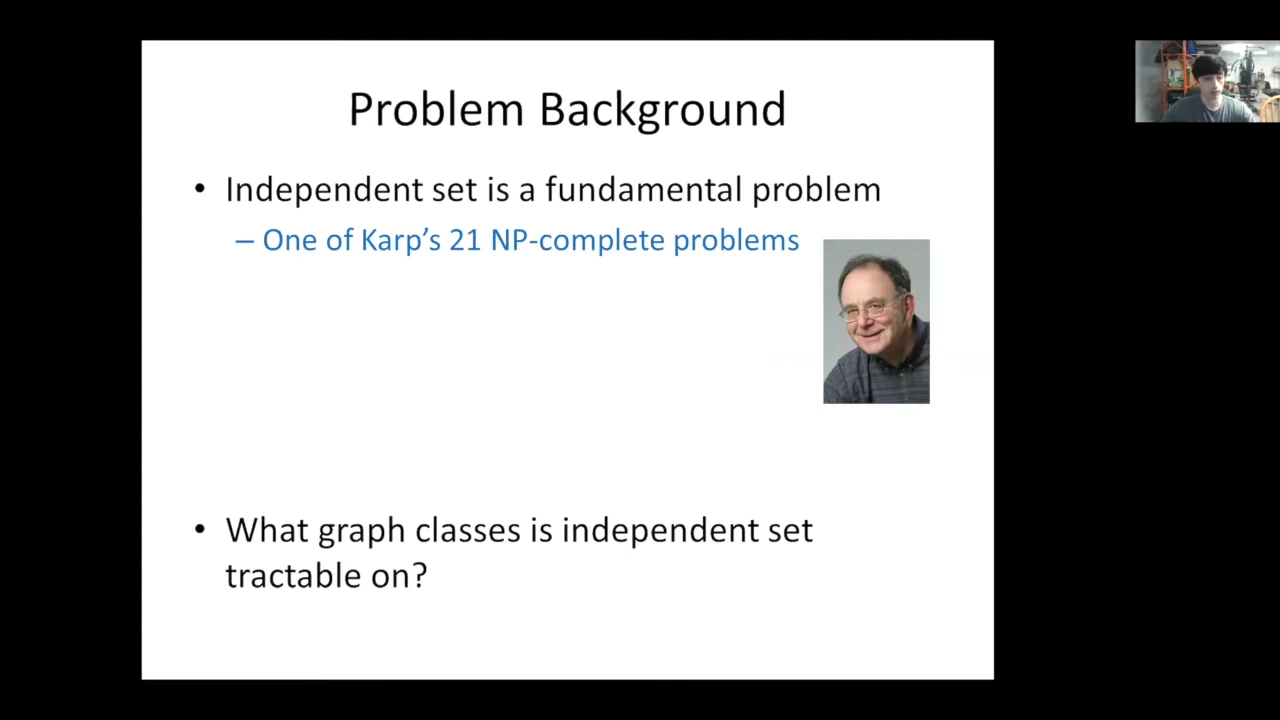 Problem Background
• Independent set is a fundamental problem
– One of Karp's 21 NP-complete problems
• What graph classes is independent set
tractable on?